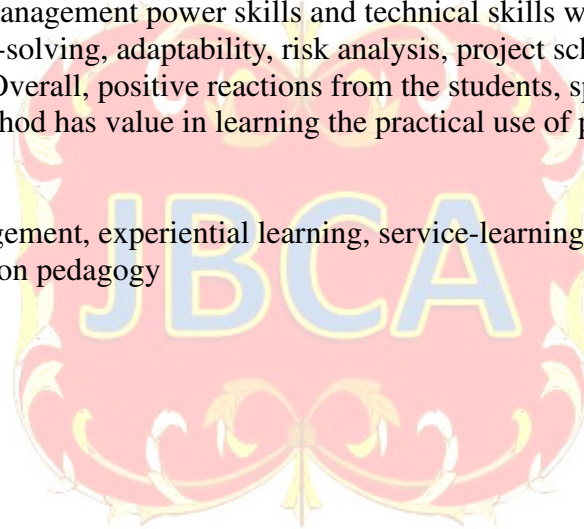 management power skills and technical skills w
-solving, adaptability, risk analysis, project sch
Overall, positive reactions from the students, sp
hod has value in learning the practical use of p
gement, experiential learning, service-learning
on pedagogy
JBCA